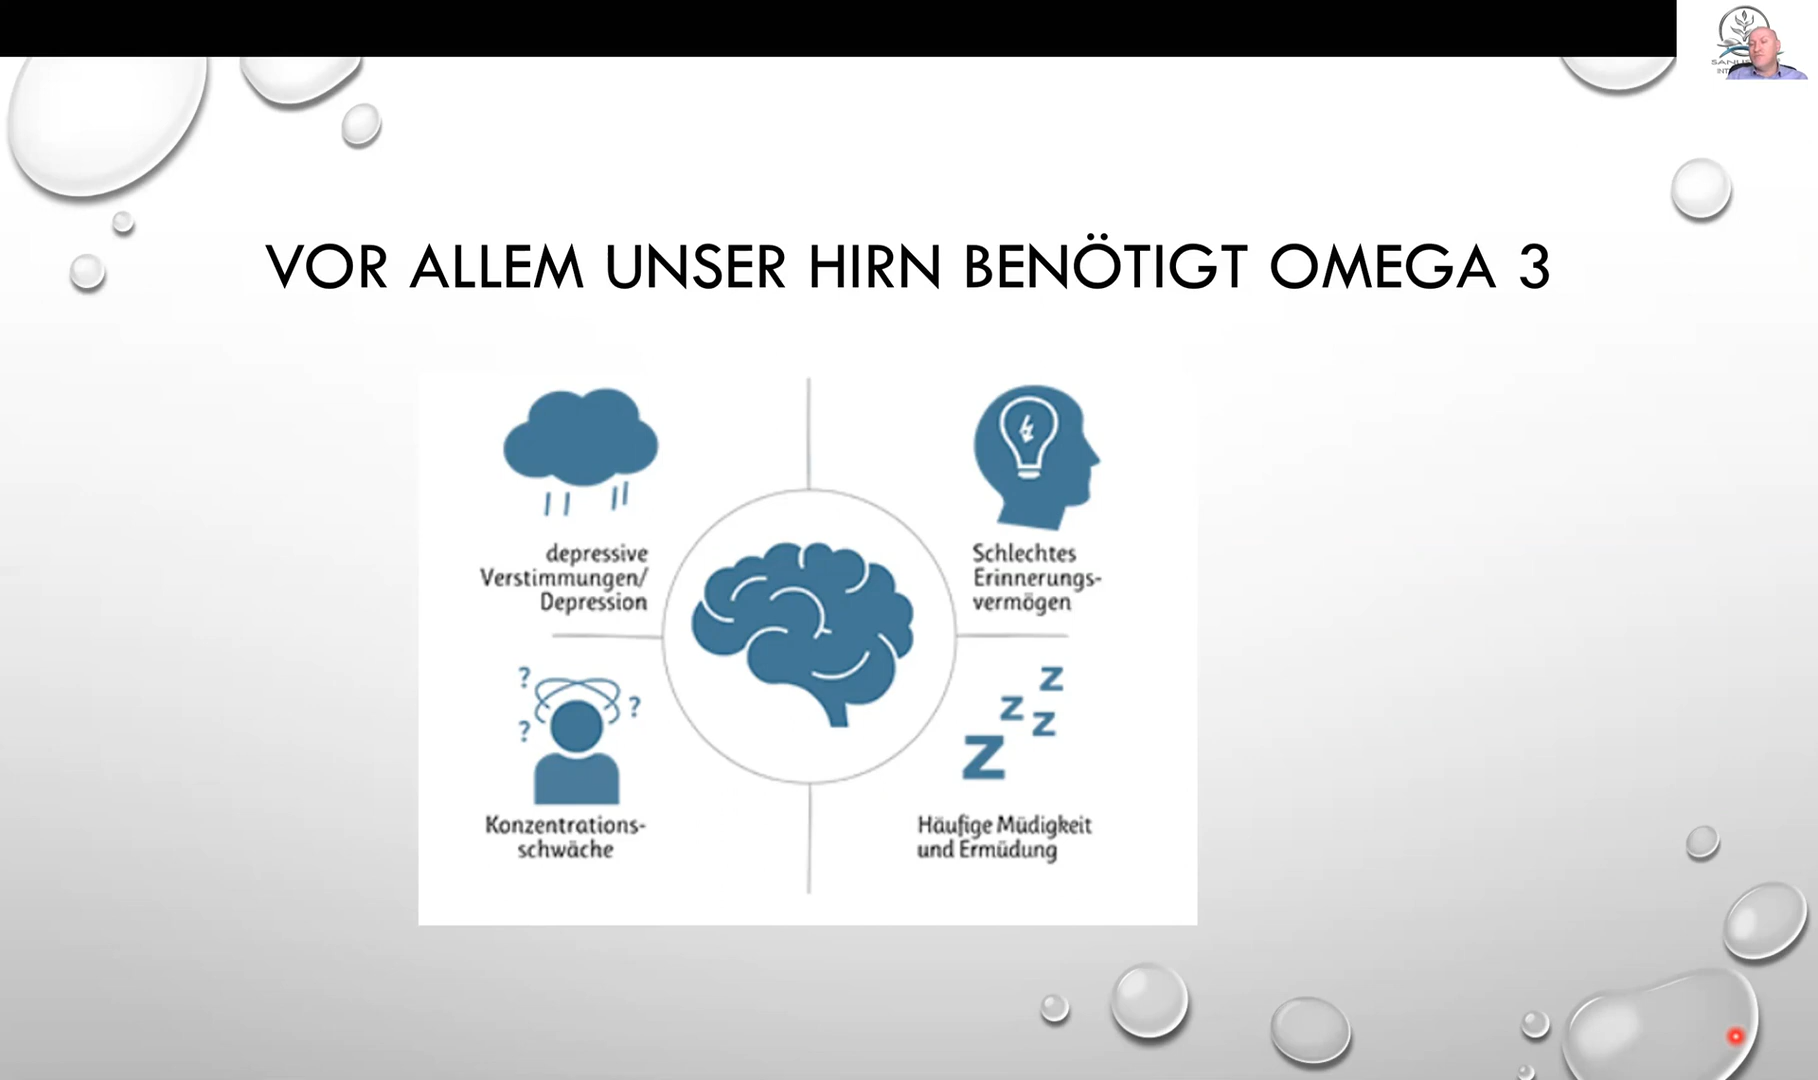 VOR ALLEM UNSER HIRN BENÖTIGT OMEGA 3
depressive
Verstimmungen/
Depression
Schlechtes
Erinnerungs-
vermögen
? ? ?
z
z z
z
Konzentrations-
schwäche
Häufige Müdigkeit
und Ermüdung